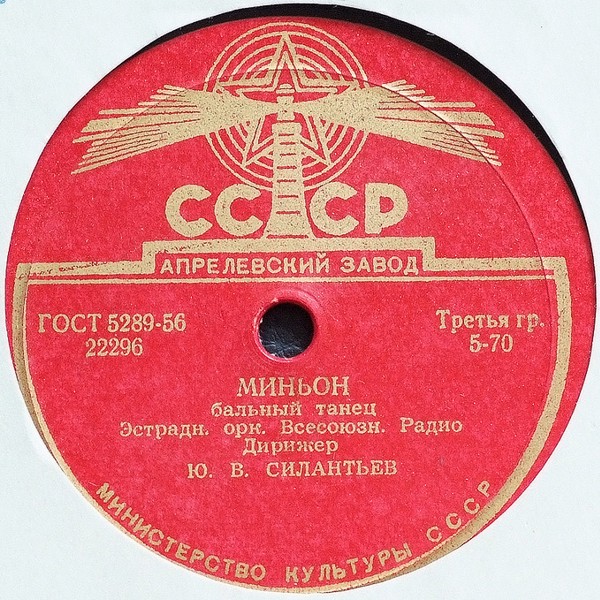 СССР
АПРЕЛЕВСКИЙ ЗАВОД
ГОСТ 5289-56
22296
Третья гр.
5-70
МИНЬОН
бальный танец
Эстрадн. орк. Всесоюзн. Радио
Дирижер
Ю. В. СИЛАНТЬЕВ
МИНИСТЕРСТВО КУЛЬТУРЫ СССР